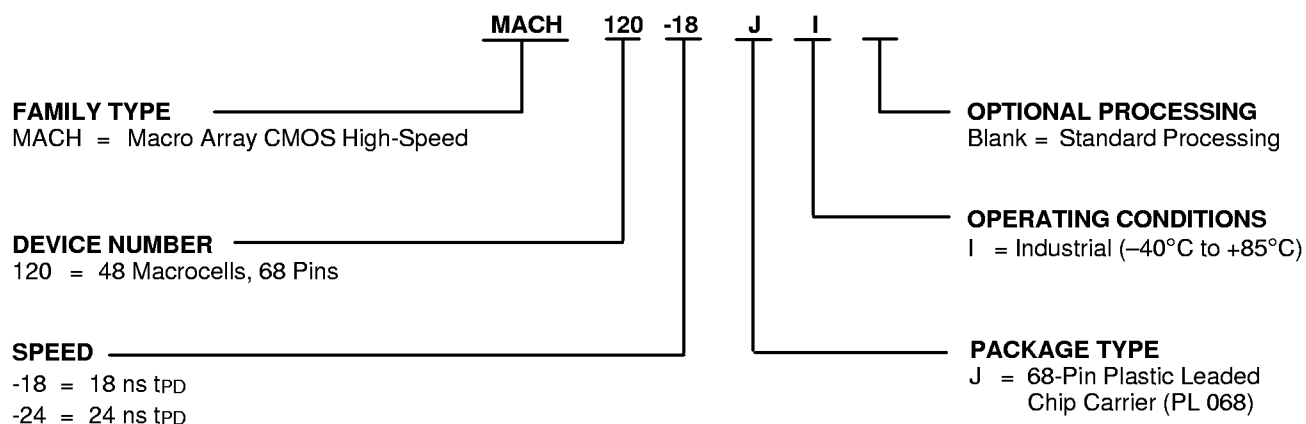 MACH 120 -18 J I
FAMILY TYPE
MACH = Macro Array CMOS High-Speed
DEVICE NUMBER
120 = 48 Macrocells, 68 Pins
SPEED
-18 = 18 ns tPD
-24 = 24 ns tPD
OPTIONAL PROCESSING
Blank = Standard Processing
OPERATING CONDITIONS
I = Industrial (–40°C to +85°C)
PACKAGE TYPE
J = 68-Pin Plastic Leaded
Chip Carrier (PL 068)